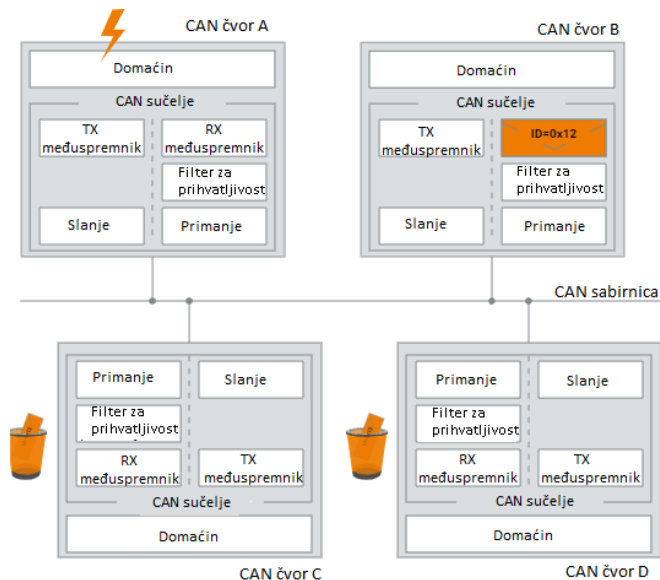 CAN čvor A
Domaćin
CAN sučelje
TX
međuspremnik
RX
međuspremnik
Filter za
prihvatljivost
Slanje
Primanje
CAN čvor B
Domaćin
CAN sučelje
TX
međuspremnik
ID=0x12
Filter za
prihvatljivost
Slanje
Primanje
CAN sabirnica
Primanje
Slanje
Filter za
prihvatljivost
RX
međuspremnik
TX
međuspremnik
CAN sučelje
Domaćin
CAN čvor C
Primanje
Slanje
Filter za
prihvatljivost
RX
međuspremnik
TX
međuspremnik
CAN sučelje
Domaćin
CAN čvor D